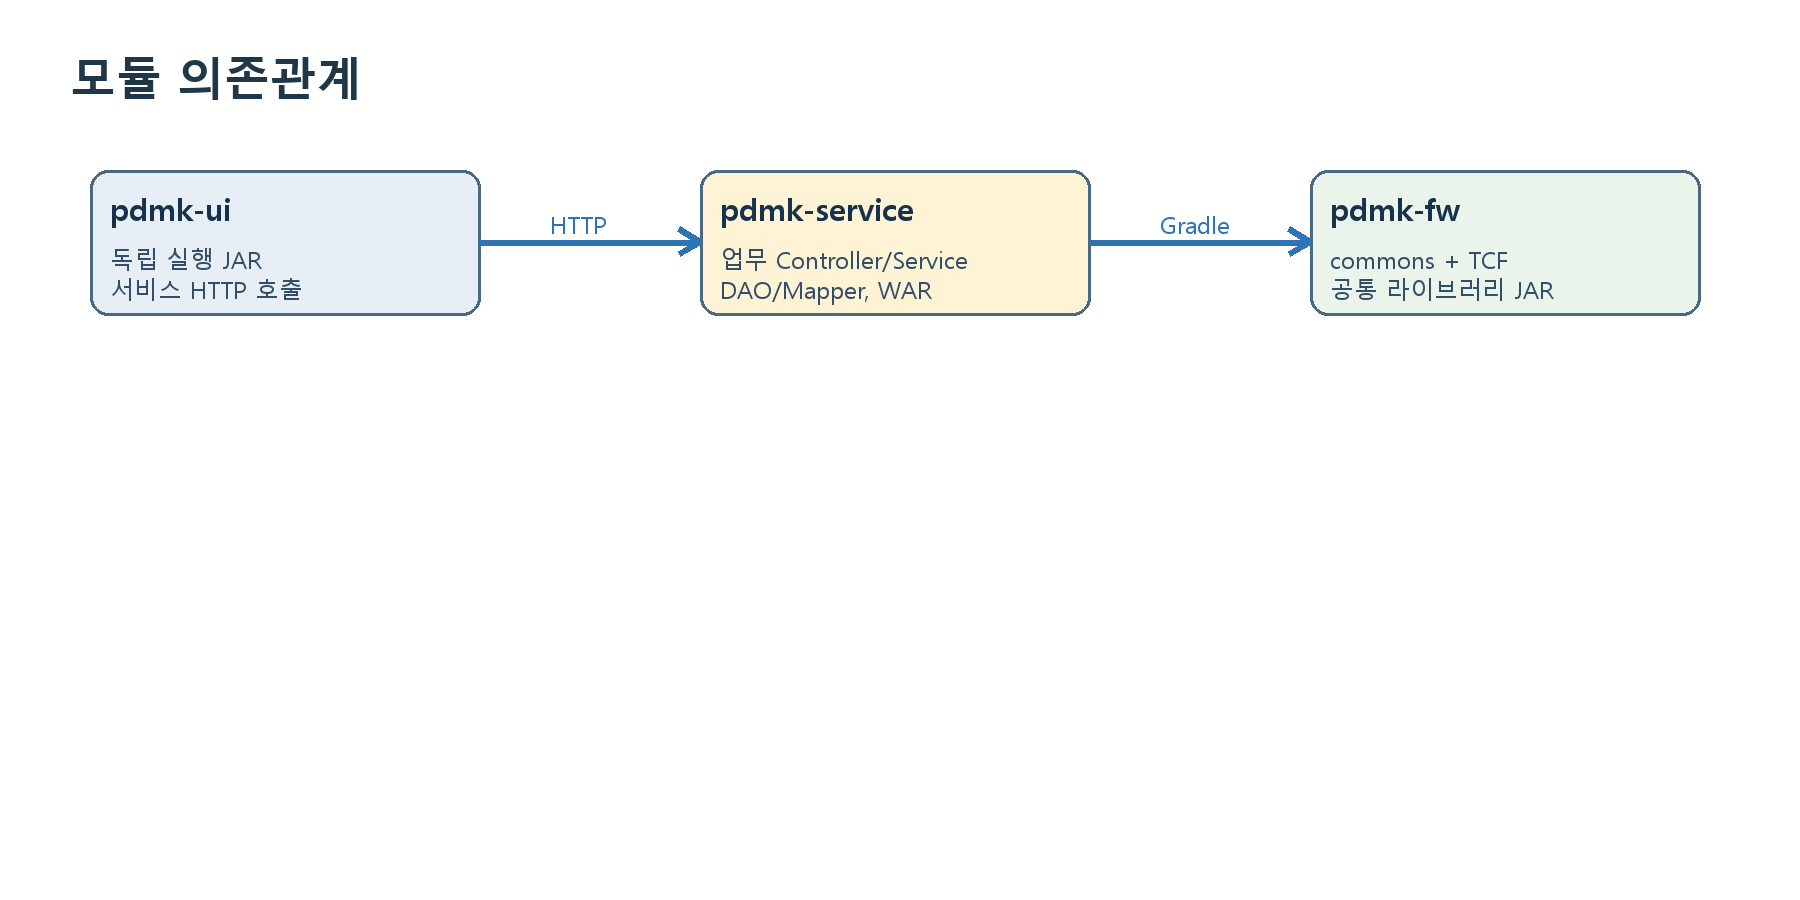 모듈 의존관계
pdmk-ui
독립 실행 JAR
서비스 HTTP 호출
HTTP
pdmk-service
업무 Controller/Service
DAO/Mapper, WAR
Gradle
pdmk-fw
commons + TCF
공통 라이브러리 JAR